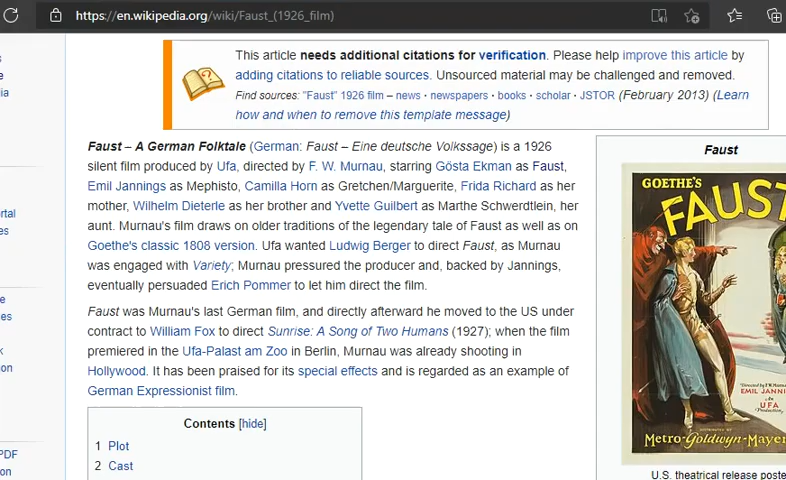 https://en.wikipedia.org/wiki/Faust_(1926_film)
This article needs additional citations for verification. Please help improve this article by
adding citations to reliable sources. Unsourced material may be challenged and removed.
Find sources: "Faust" 1926 film – news · newspapers · books · scholar · JSTOR (February 2013) (Learn
how and when to remove this template message)
Faust – A German Folktale (German: Faust – Eine deutsche Volkssage) is a 1926
silent film produced by Ufa, directed by F. W. Murnau, starring Gösta Ekman as Faust,
Emil Jannings as Mephisto, Camilla Horn as Gretchen/Marguerite, Frida Richard as her
mother, Wilhelm Dieterle as her brother and Yvette Guilbert as Marthe Schwerdtlein, her
aunt. Murnau's film draws on older traditions of the legendary tale of Faust as well as on
Goethe's classic 1808 version. Ufa wanted Ludwig Berger to direct Faust, as Murnau
was engaged with Variety; Murnau pressured the producer and, backed by Jannings,
eventually persuaded Erich Pommer to let him direct the film.
Faust was Murnau's last German film, and directly afterward he moved to the US under
contract to William Fox to direct Sunrise: A Song of Two Humans (1927); when the film
premiered in the Ufa-Palast am Zoo in Berlin, Murnau was already shooting in
Hollywood. It has been praised for its special effects and is regarded as an example of
German Expressionist film.
Contents [hide]
1 Plot
2 Cast
Faust
GOETHE'S
FAUST
Directed by F.W. Murnau
EMIL JANNI
An
UFA
Production
Metro-Goldwyn-Mayer
U.S. theatrical release poste